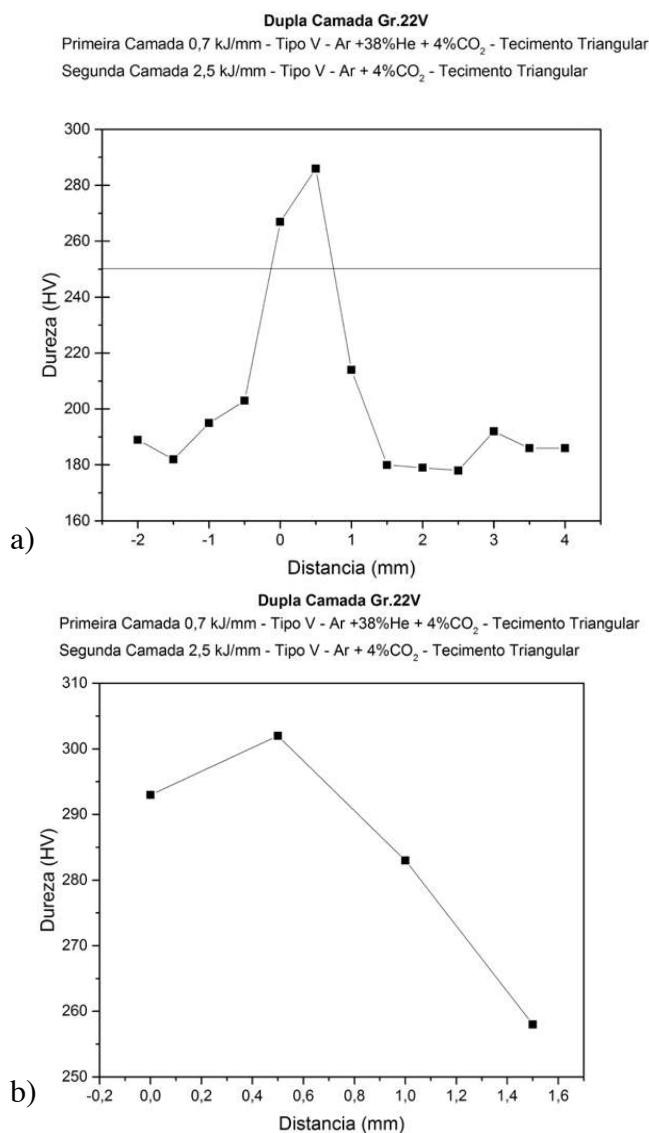 Dupla Camada Gr.22V
Primeira Camada 0,7 kJ/mm - Tipo V - Ar +38%He + 4%CO2 - Tecimento Triangular
Segunda Camada 2,5 kJ/mm - Tipo V - Ar + 4%CO2 - Tecimento Triangular
300
280
260
240
220
200
180
160
Dureza (HV)
-2 -1 0 1 2 3 4
Distancia (mm)
a)
Dupla Camada Gr.22V
Primeira Camada 0,7 kJ/mm - Tipo V - Ar +38%He + 4%CO2 - Tecimento Triangular
Segunda Camada 2,5 kJ/mm - Tipo V - Ar + 4%CO2 - Tecimento Triangular
310
300
290
280
270
260
250
Dureza (HV)
-0,2 0,0 0,2 0,4 0,6 0,8 1,0 1,2 1,4 1,6
Distancia (mm)
b)